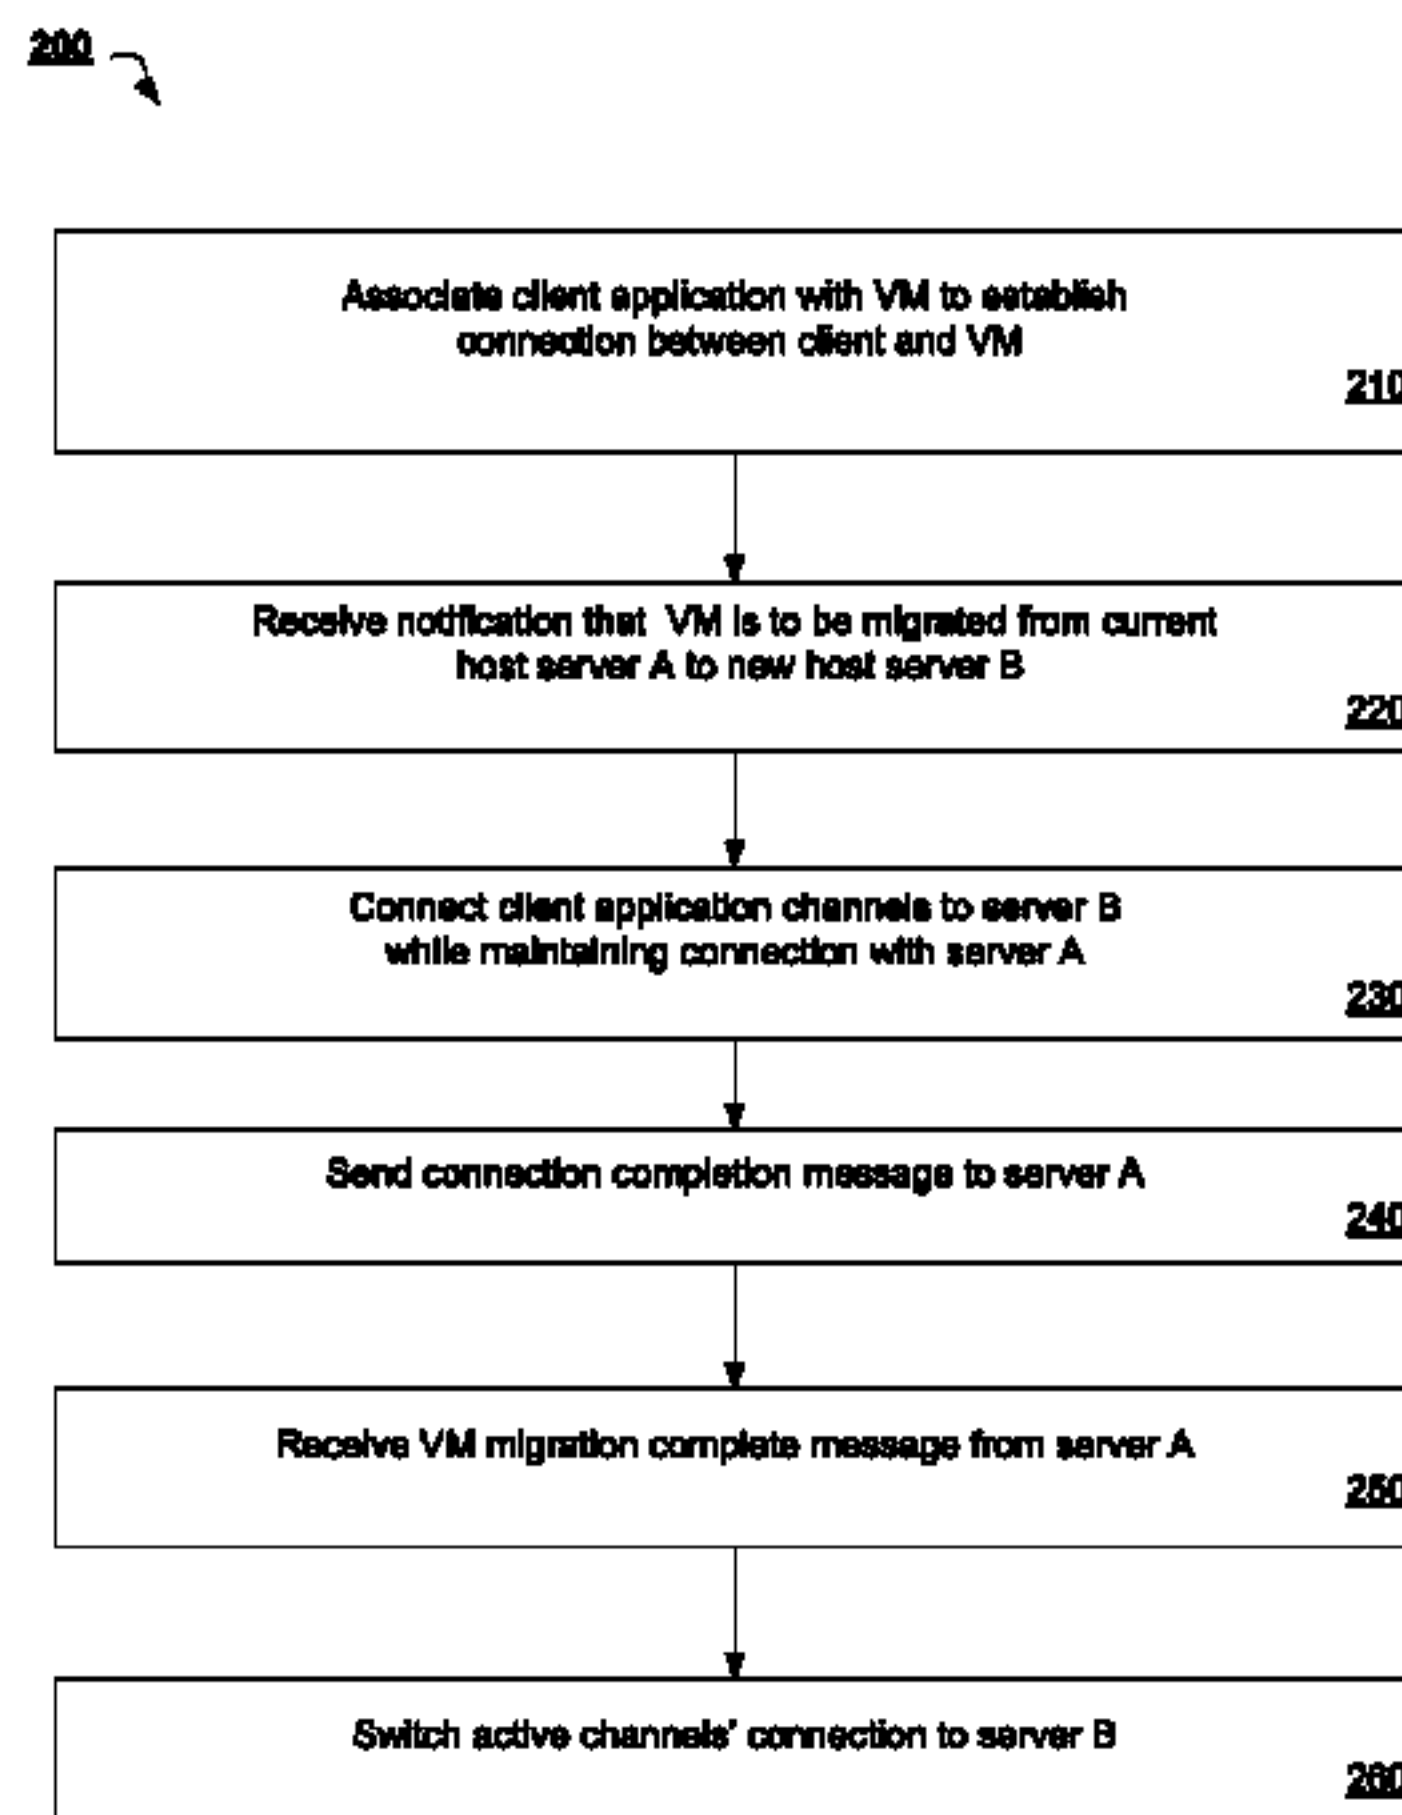 200
Associate client application with VM to establish
connection between client and VM
210
Receive notification that VM is to be migrated from current
host server A to new host server B
220
Connect client application channels to server B
while maintaining connection with server A
230
Send connection completion message to server A
240
Receive VM migration complete message from server A
250
Switch active channels' connection to server B
260